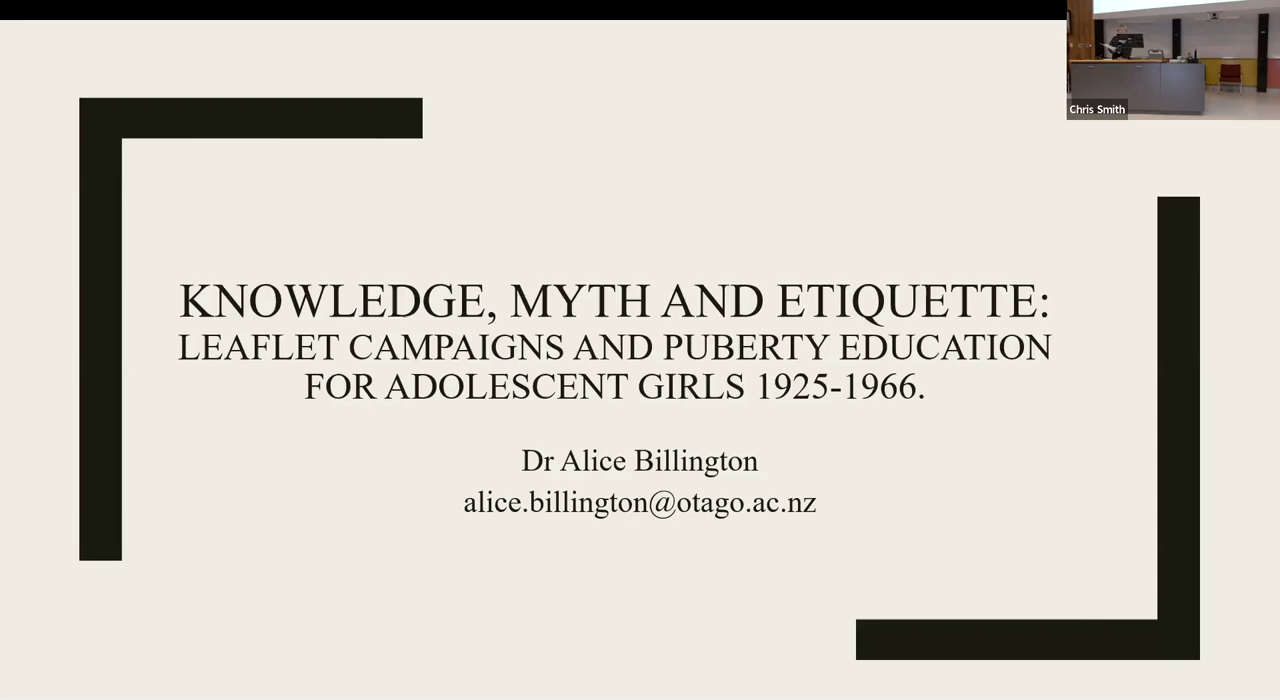 Chris Smith
KNOWLEDGE, MYTH AND ETIQUETTE:
LEAFLET CAMPAIGNS AND PUBERTY EDUCATION
FOR ADOLESCENT GIRLS 1925-1966.
Dr Alice Billington
alice.billington@otago.ac.nz